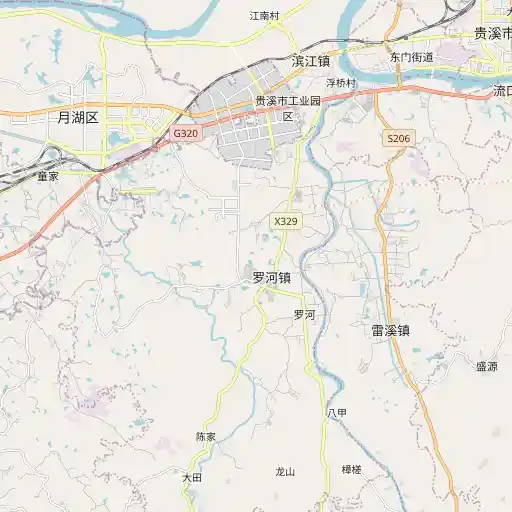 江南村
大
贵溪市
东门街道
滨江镇
浮桥村
流口
贵溪市工业园
区
月湖区
G320
S206
童家
X329
罗河镇
罗河
雷溪镇
盛源
八甲
陈家
龙山
樟槎
大田